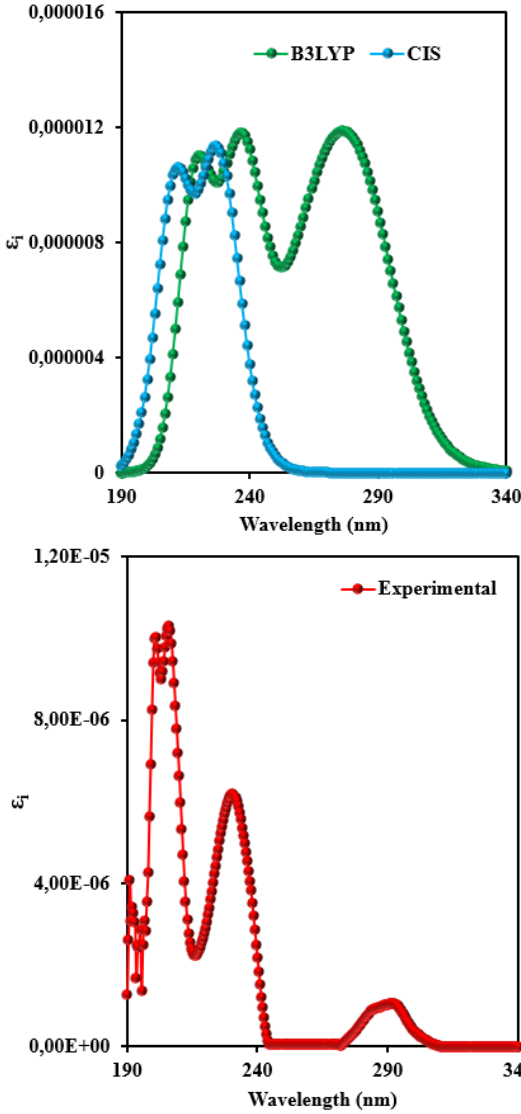 0,000016
B3LYP CIS
0,000012
0,000008
εi
0,000004
0
190 240 290 340
Wavelength (nm)
1,20E-05
Experimental
8,00E-06
εi
4,00E-06
0,00E+00
190 240 290 34
Wavelength (nm)